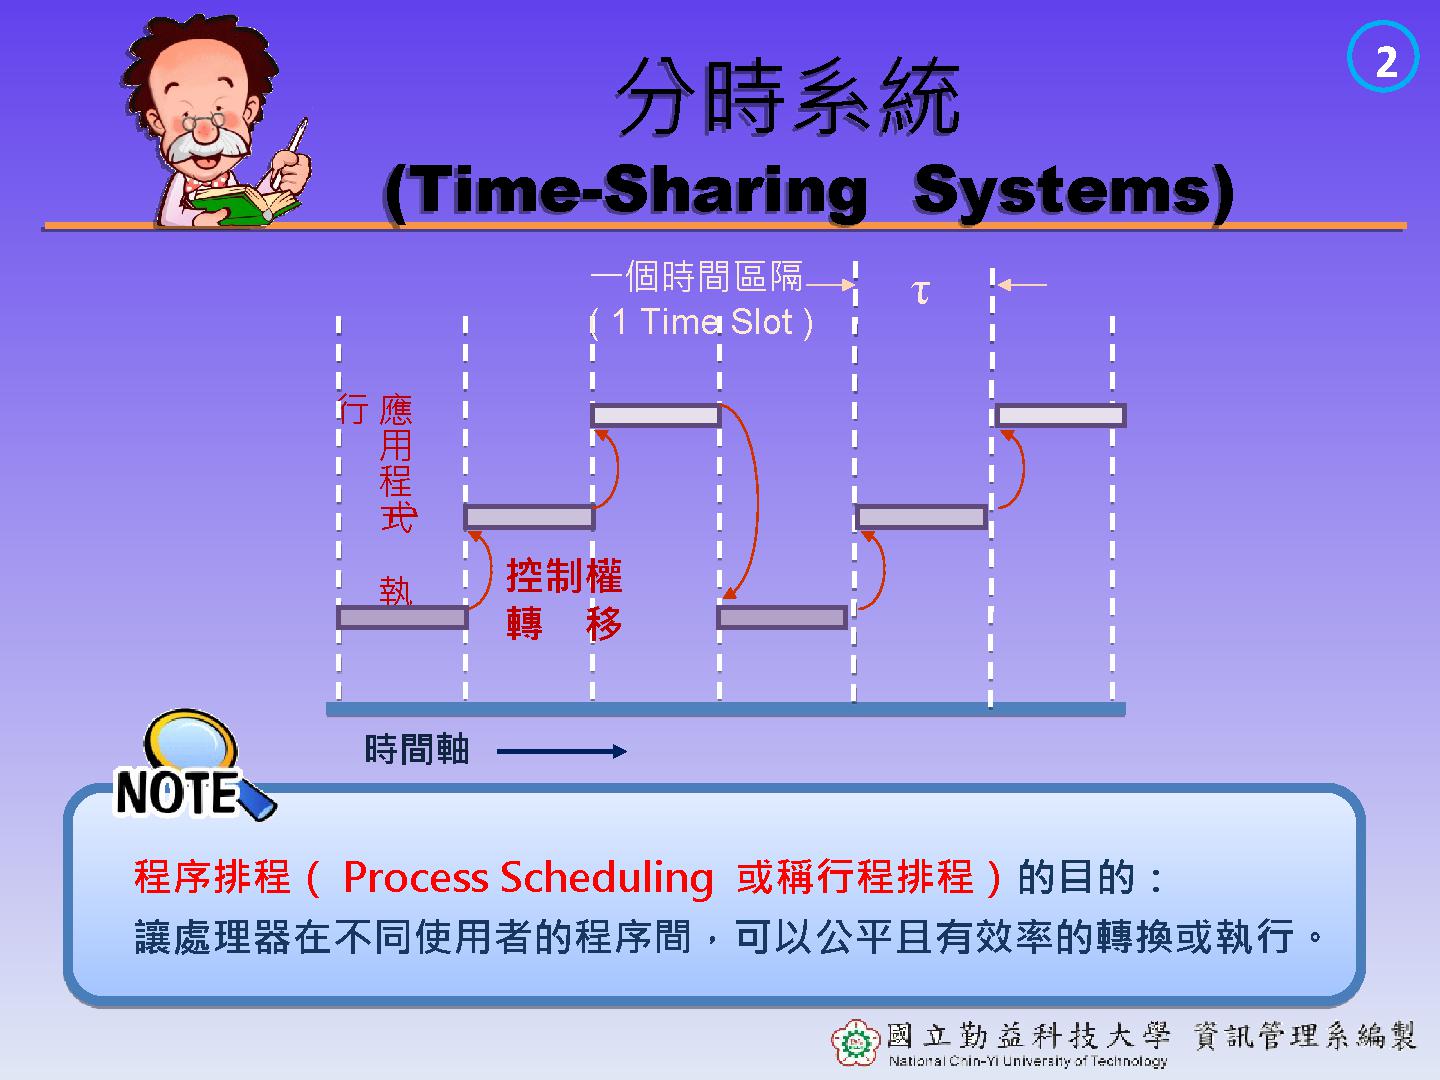 2
分時系統
(Time-Sharing Systems)
一個時間區隔
( 1 Time Slot )
τ
應用程式 執
行
控制權
轉 移
時間軸
NOTE
程序排程（ Process Scheduling 或稱行程排程）的目的：
讓處理器在不同使用者的程序間，可以公平且有效率的轉換或執行。
國立勤益科技大學 資訊管理系編製
National Chin-Yi University of Technology